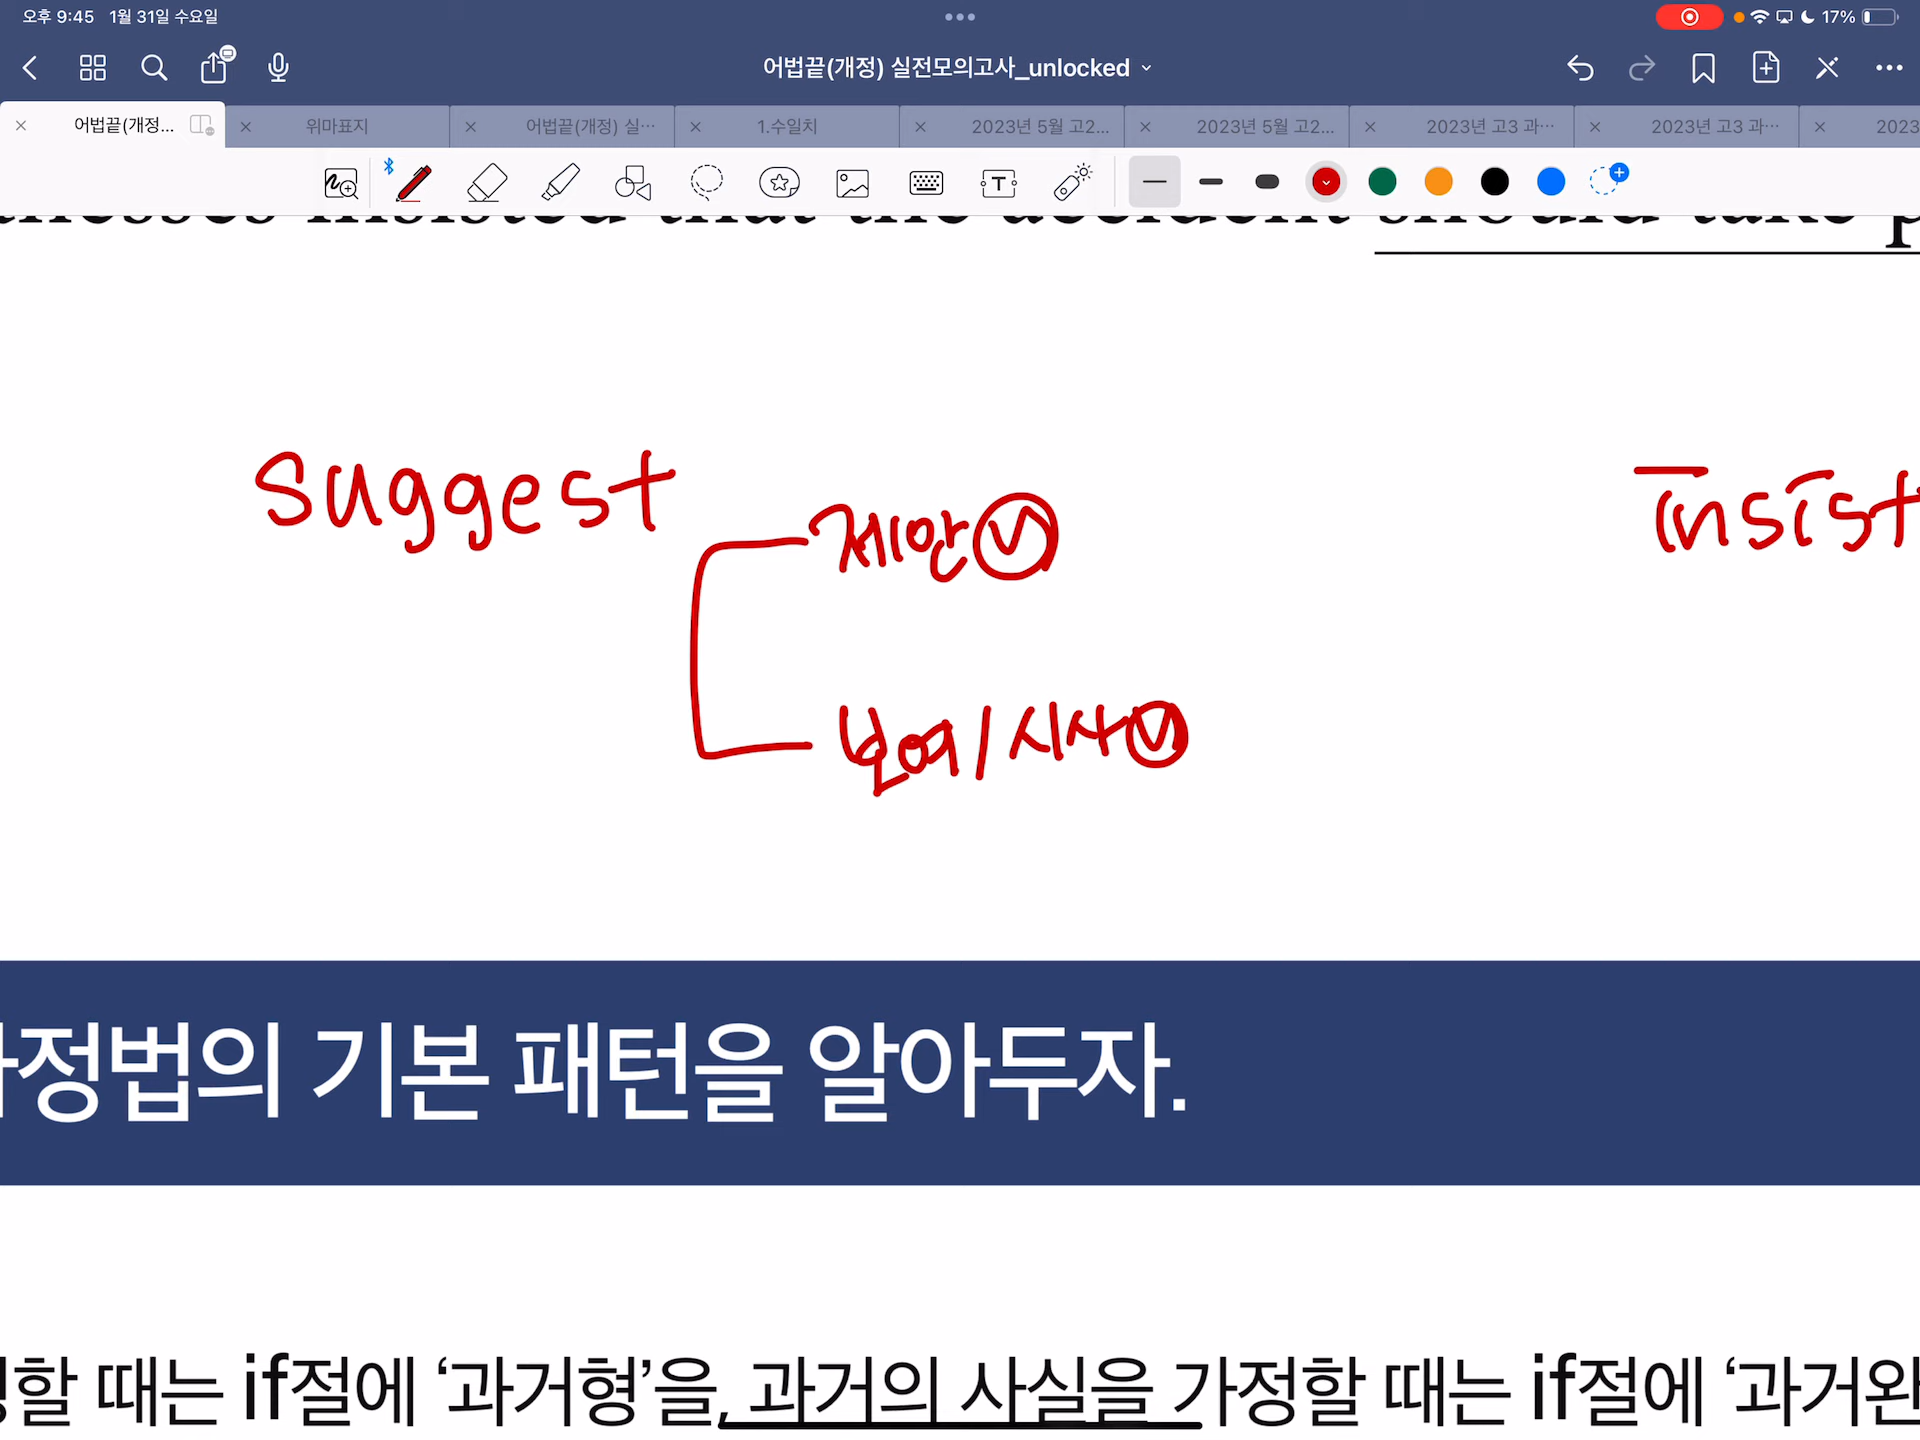 오후 9:45 1월 31일 수요일
17%
어법끝(개정) 실전모의고사_unlocked
어법끝(개정... 위마표지 어법끝(개정) 실... 1.수일치 2023년 5월 고2... 2023년 5월 고2... 2023년 고3 과... 2023년 고3 과... 2023
T
insisted that the accident should take p
suggest
제안 V
insist
보여/시사 V
정법의 기본 패턴을 알아두자.
할 때는 if절에 ‘과거형’을, 과거의 사실을 가정할 때는 if절에 ‘과거완